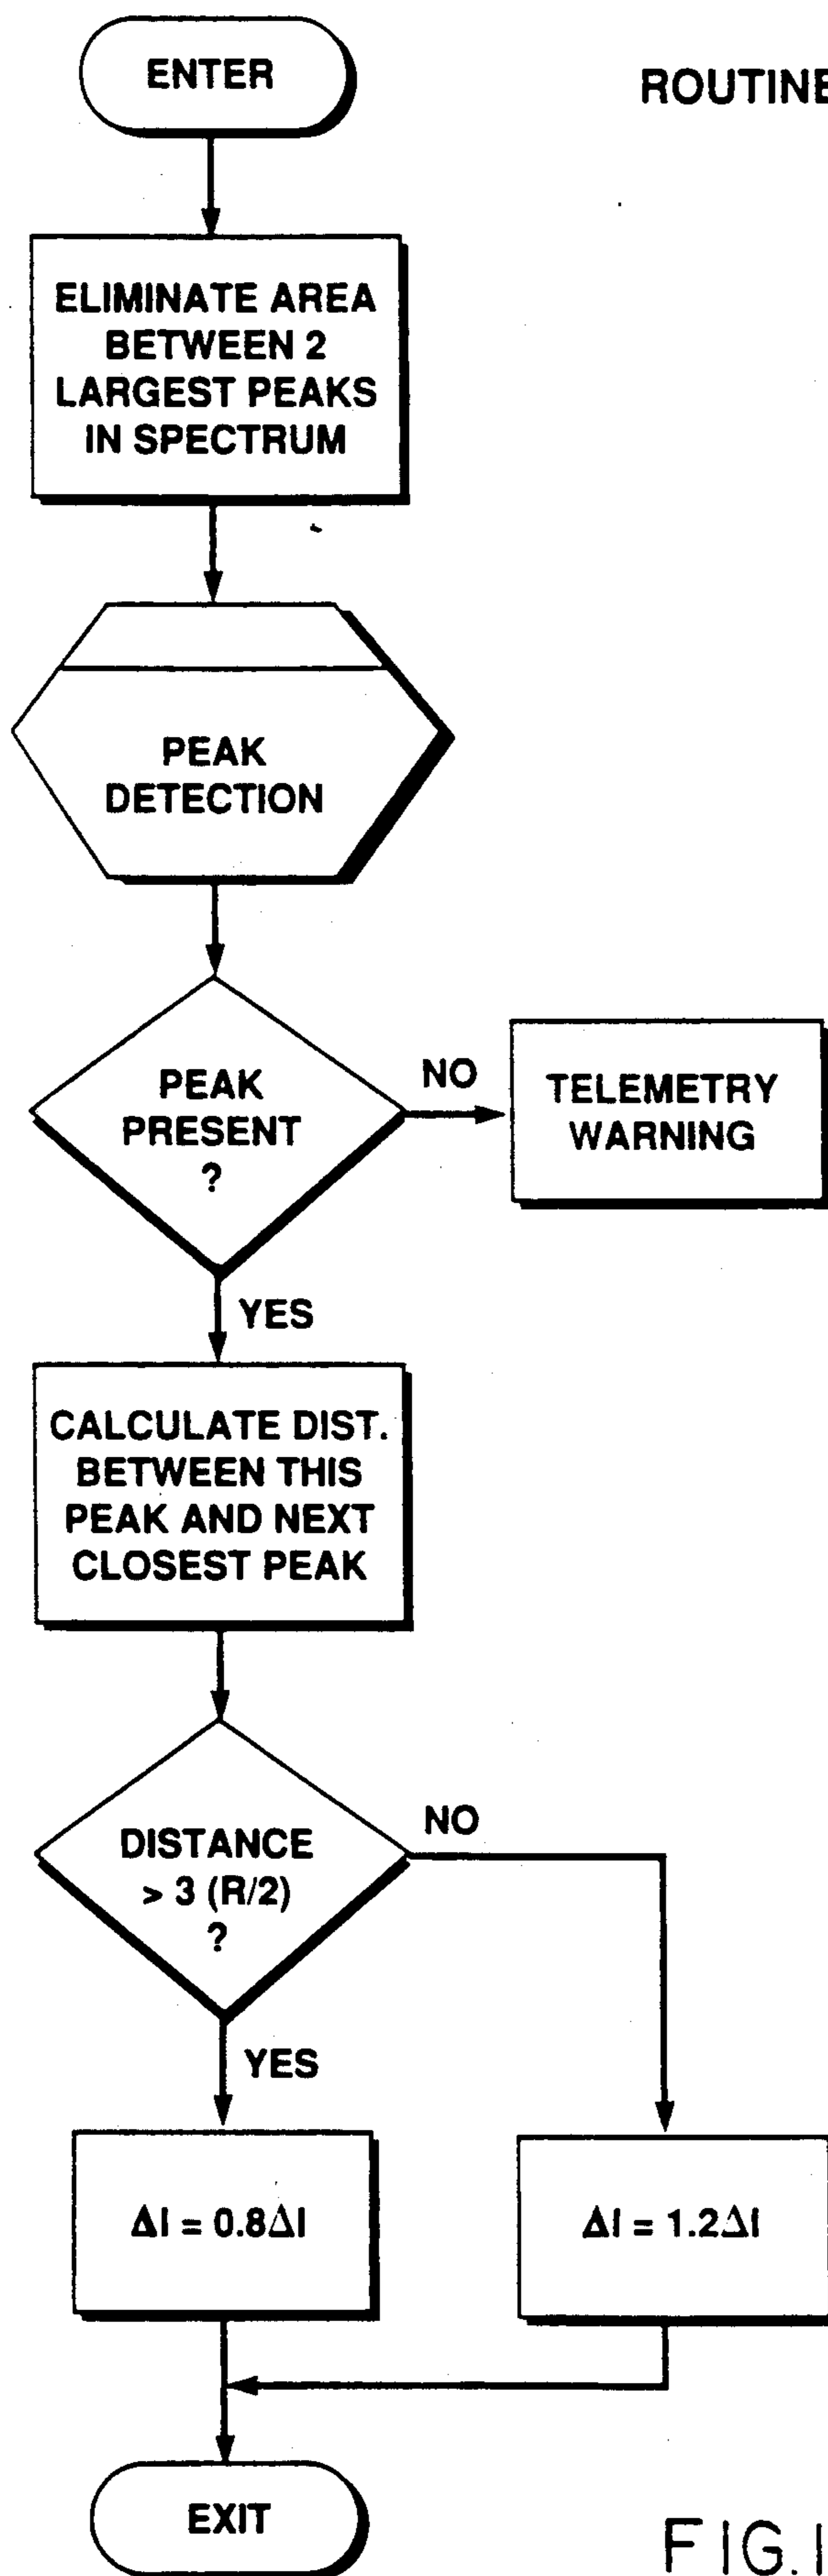 ENTER
ROUTINE
ELIMINATE AREA
BETWEEN 2
LARGEST PEAKS
IN SPECTRUM
PEAK
DETECTION
PEAK
PRESENT
?
NO
TELEMETRY
WARNING
YES
CALCULATE DIST.
BETWEEN THIS
PEAK AND NEXT
CLOSEST PEAK
DISTANCE
> 3 (R/2)
?
NO
YES
ΔI = 0.8ΔI
ΔI = 1.2ΔI
EXIT
FIG.1